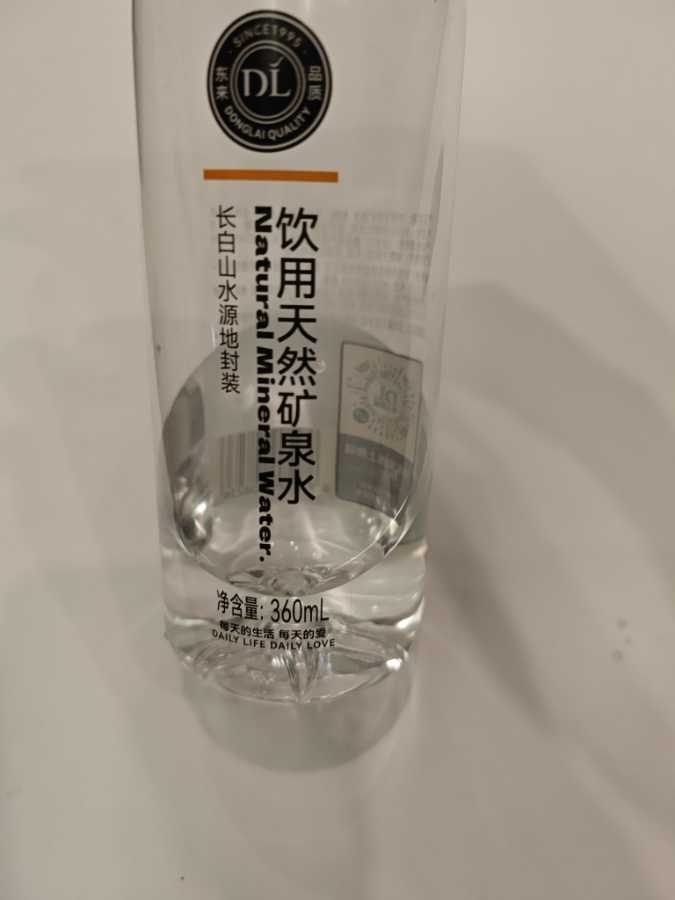 SINCE1995
东来
DL
品质
DONGLAI QUALITY
饮用天然矿泉水
Natural Mineral Water.
长白山水源地封装
净含量: 360mL
每天的生活 每天的爱
DAILY LIFE DAILY LOVE